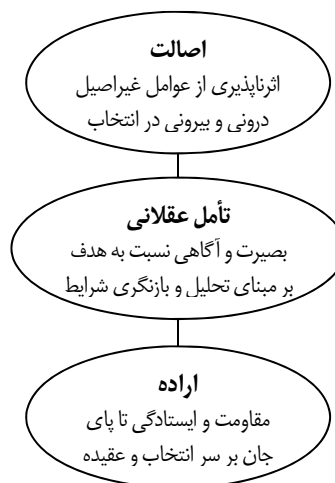 اصالت
اثرناپذیری از عوامل غیراصیل
درونی و بیرونی در انتخاب
تأمل عقلانی
بصیرت و آگاهی نسبت به هدف
بر مبنای تحلیل و بازنگری شرایط
اراده
مقاومت و ایستادگی تا پای
جان بر سر انتخاب و عقیده